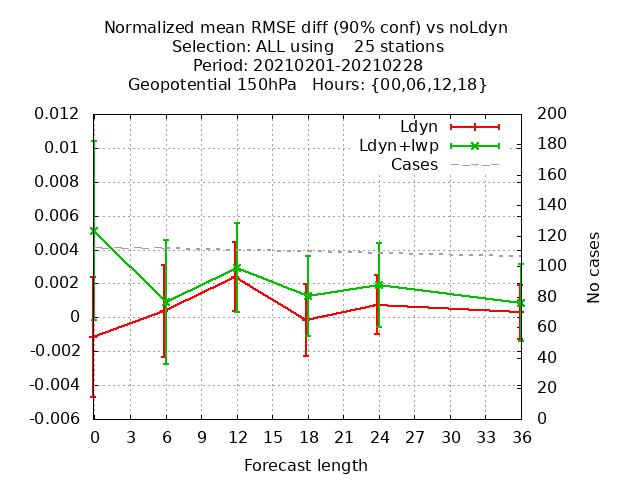 Normalized mean RMSE diff (90% conf) vs noLdyn
Selection: ALL using    25 stations
Period: 20210201-20210228
Geopotential 150hPa   Hours: {00,06,12,18}
0.012
0.01
0.008
0.006
0.004
0.002
0
-0.002
-0.004
-0.006
Ldyn
Ldyn+lwp
Cases
200
180
160
140
120
100
80
60
40
20
0
No cases
0 3 6 9 12 15 18 21 24 27 30 33 36
Forecast length